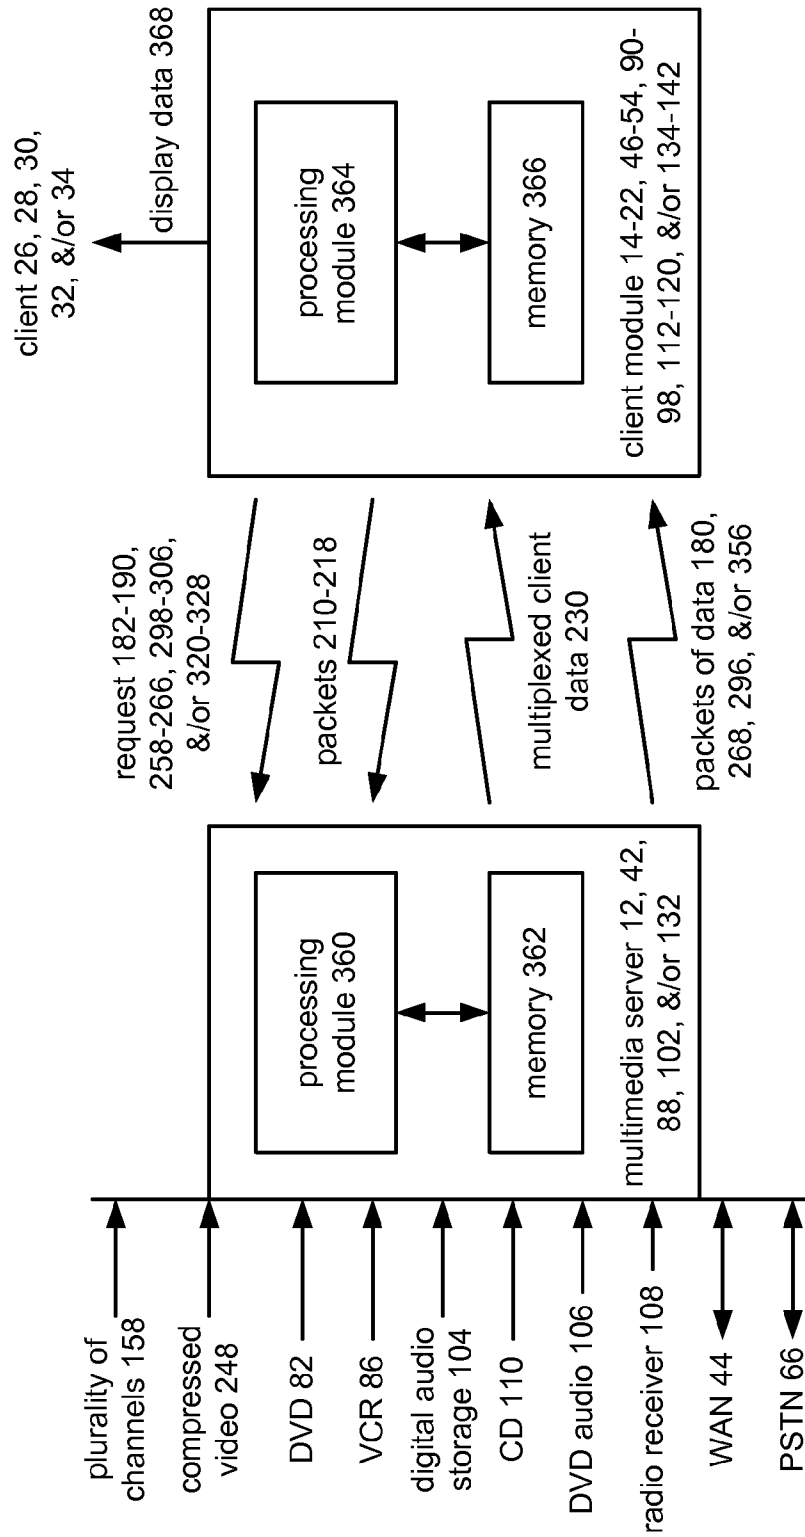 plurality of
channels 158
compressed
video 248
DVD 82
VCR 86
digital audio
storage 104
CD 110
DVD audio 106
radio receiver 108
WAN 44
PSTN 66
processing
module 360
memory 362
multimedia server 12, 42,
88, 102, &/or 132
request 182-190,
258-266, 298-306,
&/or 320-328
packets 210-218
multiplexed client
data 230
packets of data 180,
268, 296, &/or 356
client 26, 28, 30,
32, &/or 34
display data 368
processing
module 364
memory 366
client module 14-22, 46-54, 90-
98, 112-120, &/or 134-142